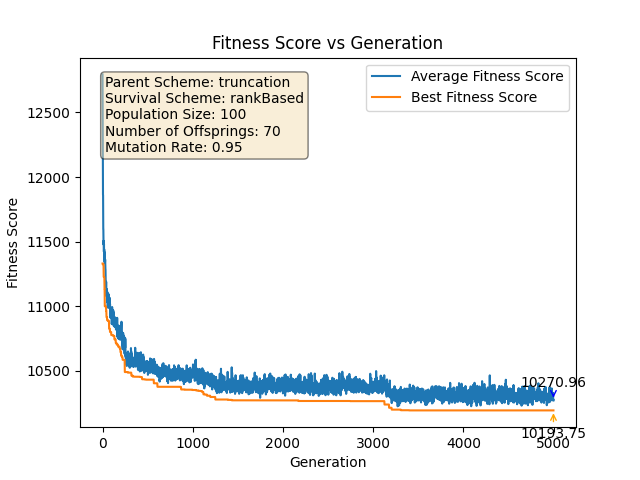 Fitness Score vs Generation
Parent Scheme: truncation
Survival Scheme: rankBased
Population Size: 100
Number of Offsprings: 70
Mutation Rate: 0.95
Average Fitness Score
Best Fitness Score
12500
12000
11500
11000
10500
Fitness Score
10270.96
10193.75
0
1000
2000
3000
4000
5000
Generation